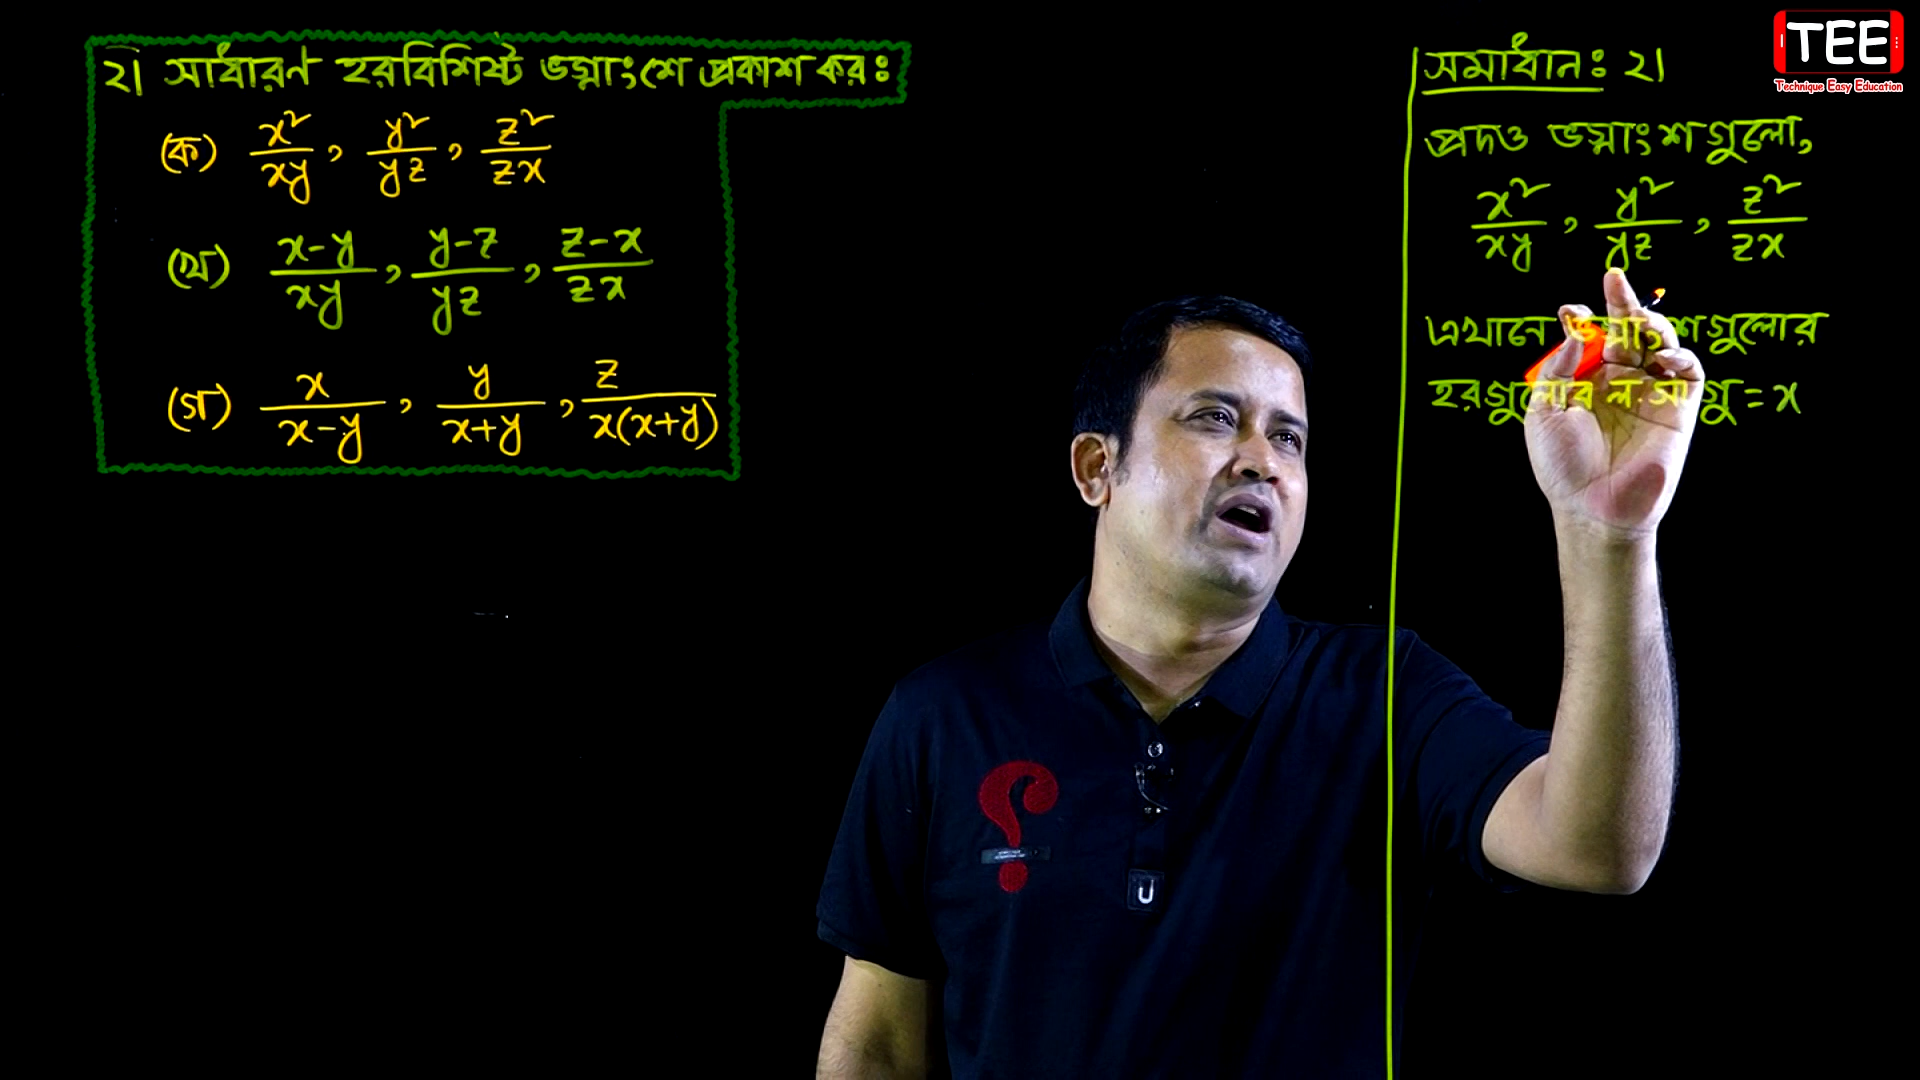 ২। সাধারণ হরবিশিষ্ট ভগ্নাংশে প্রকাশ করঃ
(ক) x²/xy, y²/yz, z²/zx
(খ) x-y/xy, y-z/yz, z-x/zx
(গ) x/x-y, y/x+y, z/x(x+y)
সমাধানঃ ২।
প্রদত্ত ভগ্নাংশগুলো,
x²/xy, y²/yz, z²/zx
এখানে ভগ্নাংশগুলোর
হরগুলোর ল.সা.গু = x
TEE
Technique Easy Education
U